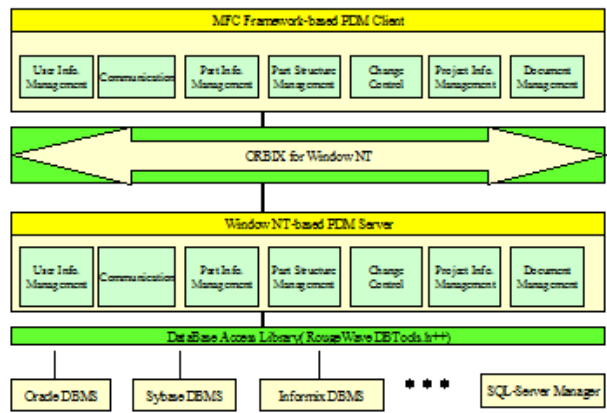 MFC Framework-based PDM Client
User Info.
Management
Communication
Part Info.
Management
Part Structure
Management
Change
Control
Project Info.
Management
Document
Management
ORBIX for Window NT
Window NT-based PDM Server
User Info.
Management
Communication
Part Info.
Management
Part Structure
Management
Change
Control
Project Info.
Management
Document
Management
DataBase Access Library(RougeWave DBTools.h++)
Oracle DBMS
Sybase DBMS
Informix DBMS
SQL-Server Manager